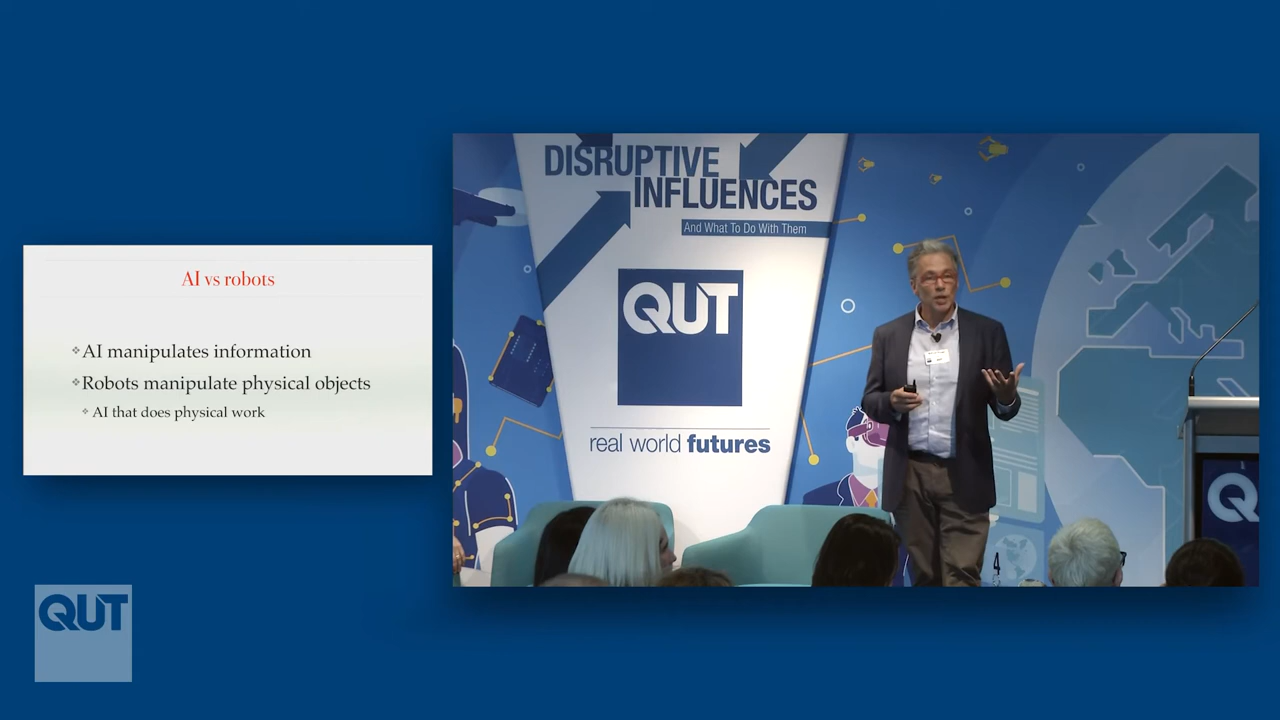 AI vs robots
AI manipulates information
Robots manipulate physical objects
AI that does physical work
QUT
DISRUPTIVE
INFLUENCES
And What To Do With Them
QUT
real world futures
4